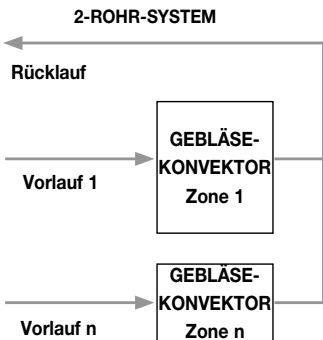 2-ROHR-SYSTEM
Rücklauf
GEBLÄSE-
KONVEKTOR
Zone 1
Vorlauf 1
GEBLÄSE-
KONVEKTOR
Zone n
Vorlauf n